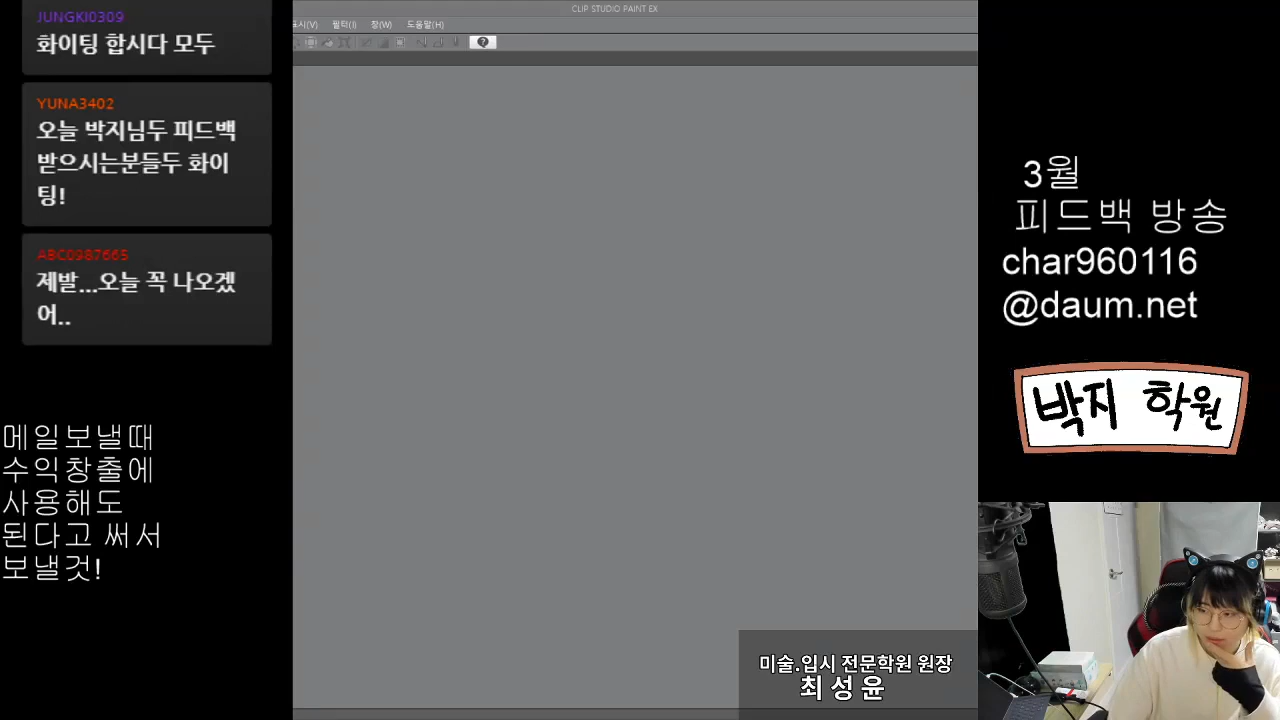 JUNGKI0309
화이팅 합시다 모두
YUNA3402
오늘 박지님두 피드백
받으시는분들두 화이
팅!
ABC0987665
제발...오늘 꼭 나오겠
어..
메일보낼때
수익창출에
사용해도
된다고 써서
보낼것!
CLIP STUDIO PAINT EX
표시(V) 필터(I) 창(W) 도움말(H)
3월
피드백 방송
char960116
@daum.net
박지 학원
미술.입시 전문학원 원장
최성윤